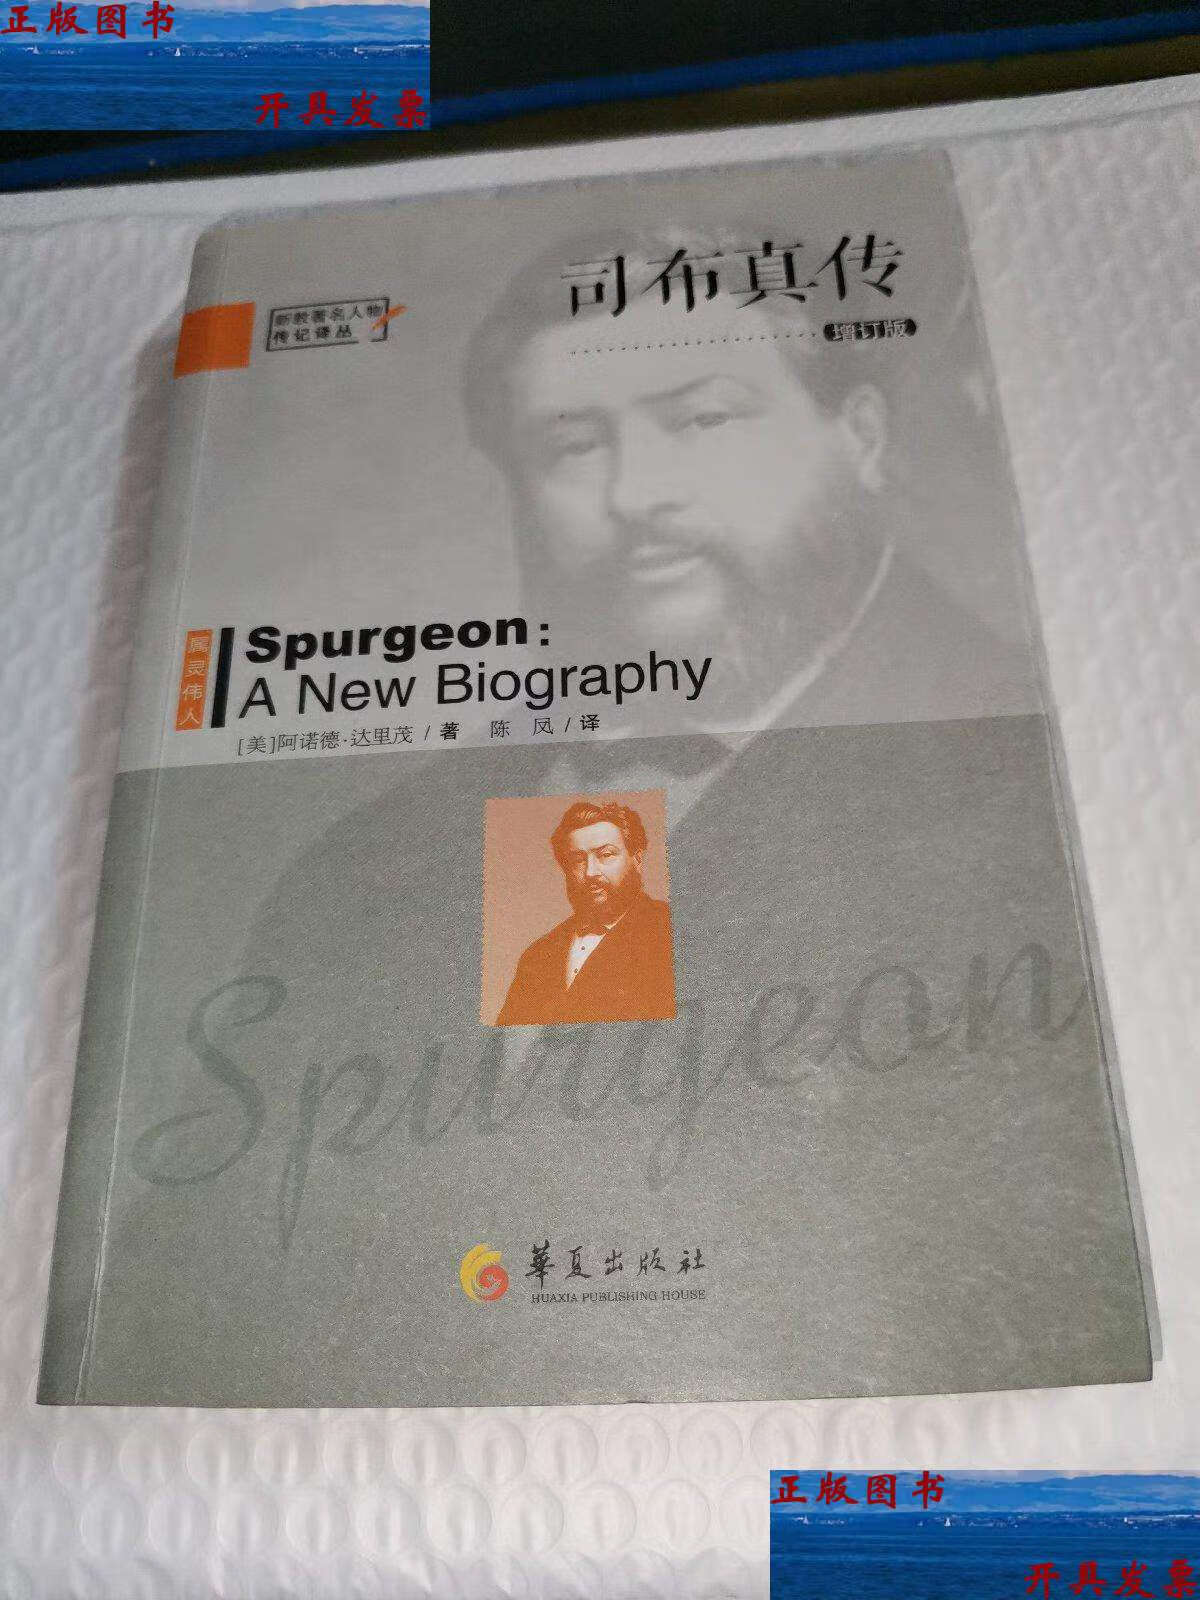 正版图书
开具发票
司布真传
增订版
新教著名人物
传记译丛
属灵伟人
Spurgeon:
A New Biography
[美]阿诺德·达里茂 / 著 陈 凤 / 译
Spurgeon
華夏出版社
HUAXIA PUBLISHING HOUSE
正版图书
开具发票